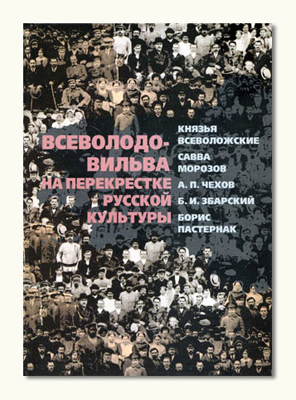 ВСЕВОЛОДО-
ВИЛЬВА
НА ПЕРЕКРЕСТКЕ
РУССКОЙ
КУЛЬТУРЫ
КНЯЗЬЯ
ВСЕВОЛОЖСКИЕ
САВВА
МОРОЗОВ
А. П. ЧЕХОВ
Б. И. ЗБАРСКИЙ
БОРИС
ПАСТЕРНАК